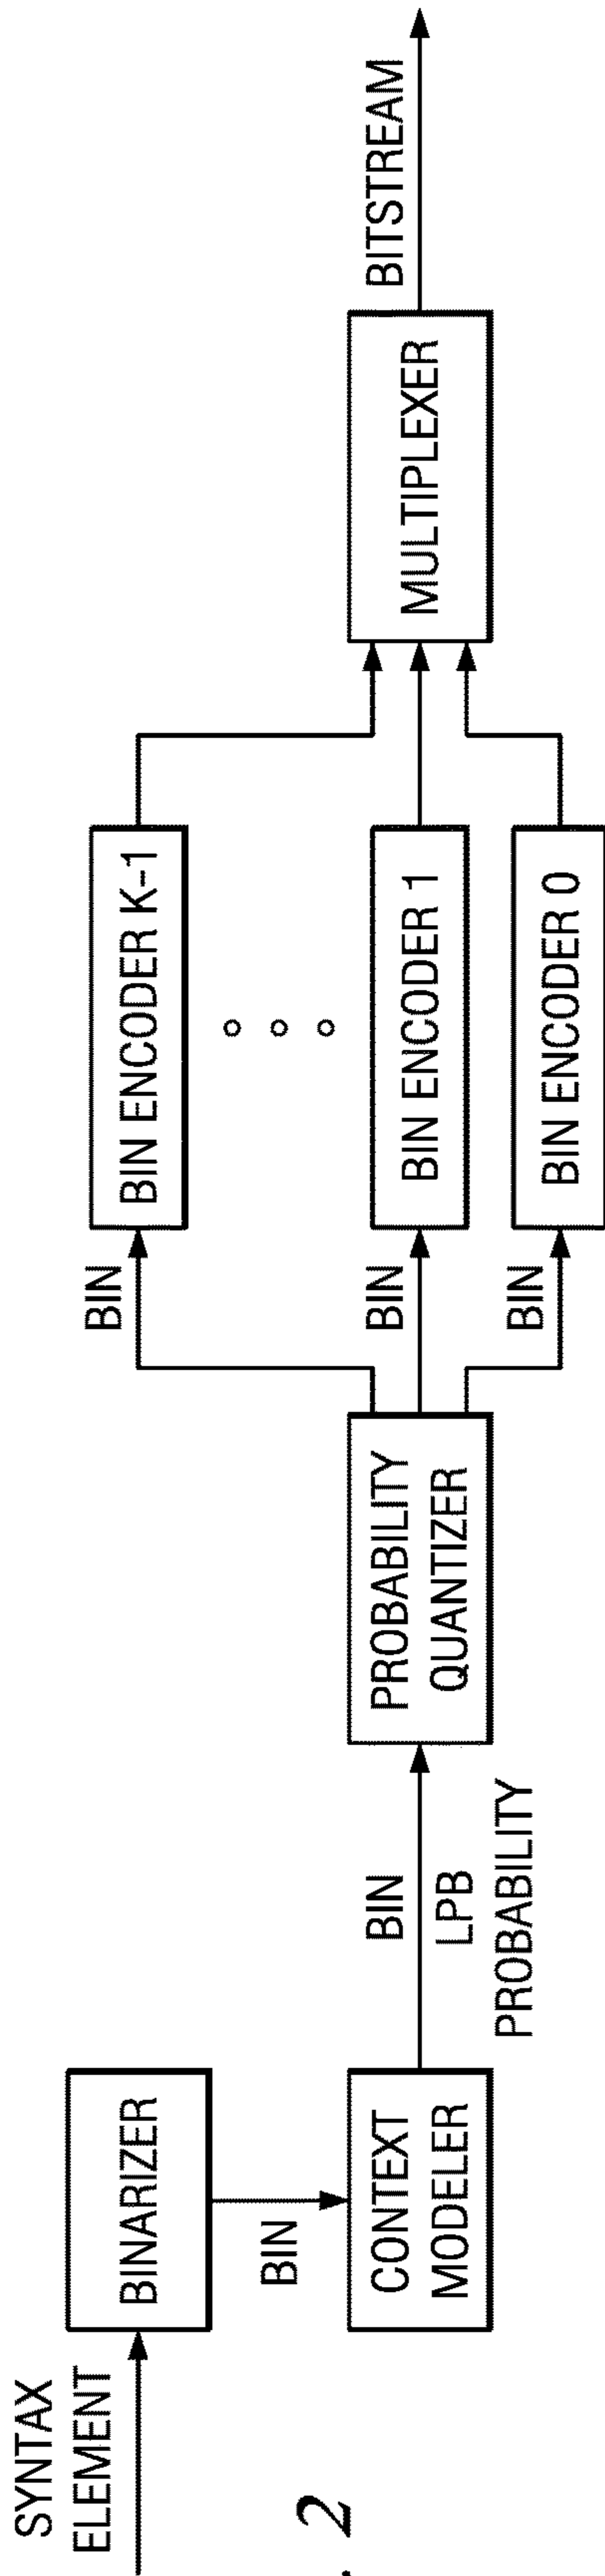 SYNTAX
ELEMENT
BINARIZER
BIN
CONTEXT
MODELER
BIN
LPB
PROBABILITY
PROBABILITY
QUANTIZER
BIN
BIN
BIN
BIN ENCODER K-1
BIN ENCODER 1
BIN ENCODER 0
MULTIPLEXER
BITSTREAM
. 2